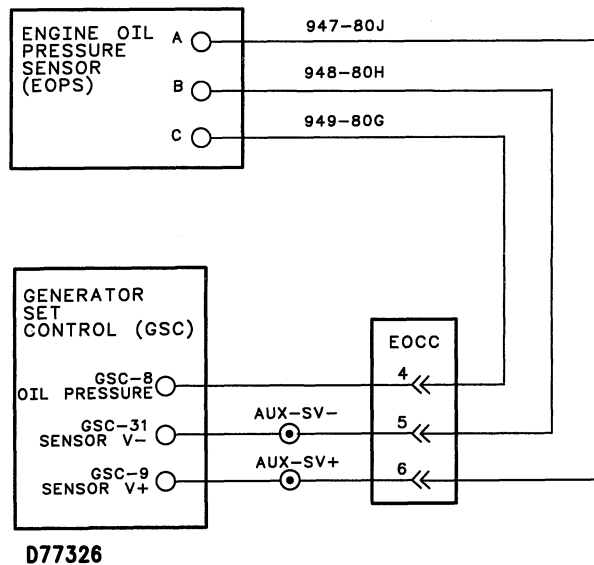 ENGINE OIL
PRESSURE
SENSOR
(EOPS)
A
B
C
947-80J
948-80H
949-80G
GENERATOR
SET
CONTROL (GSC)
GSC-8
OIL PRESSURE
GSC-31
SENSOR V-
GSC-9
SENSOR V+
AUX-SV-
AUX-SV+
EOCC
4
5
6
D77326